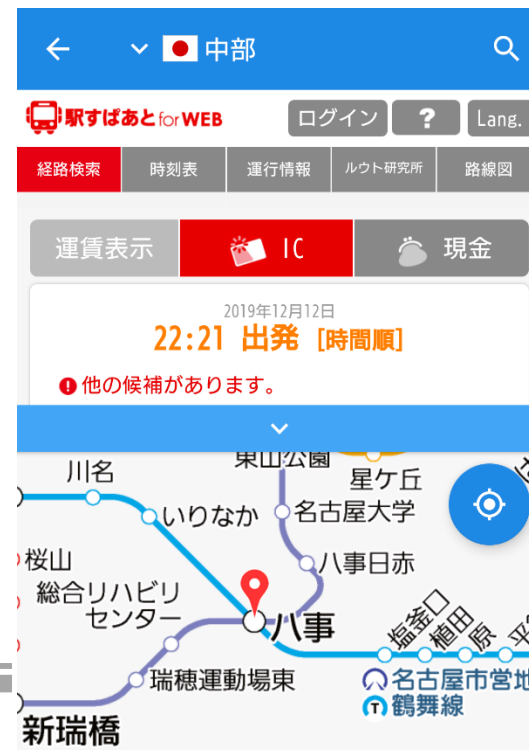 中部
駅すぱあと for WEB
ログイン ? Lang.
経路検索 時刻表 運行情報 ルウト研究所 路線図
運賃表示 IC 現金
2019年12月12日
22:21 出発 [時間順]
他の候補があります。
東山公園
川名
星ケ丘
いりなか
名古屋大学
桜山
八事日赤
総合リハビリ
センター
八事
塩釜口
植田
原
瑞穂運動場東
名古屋市営地
鶴舞線
新瑞橋